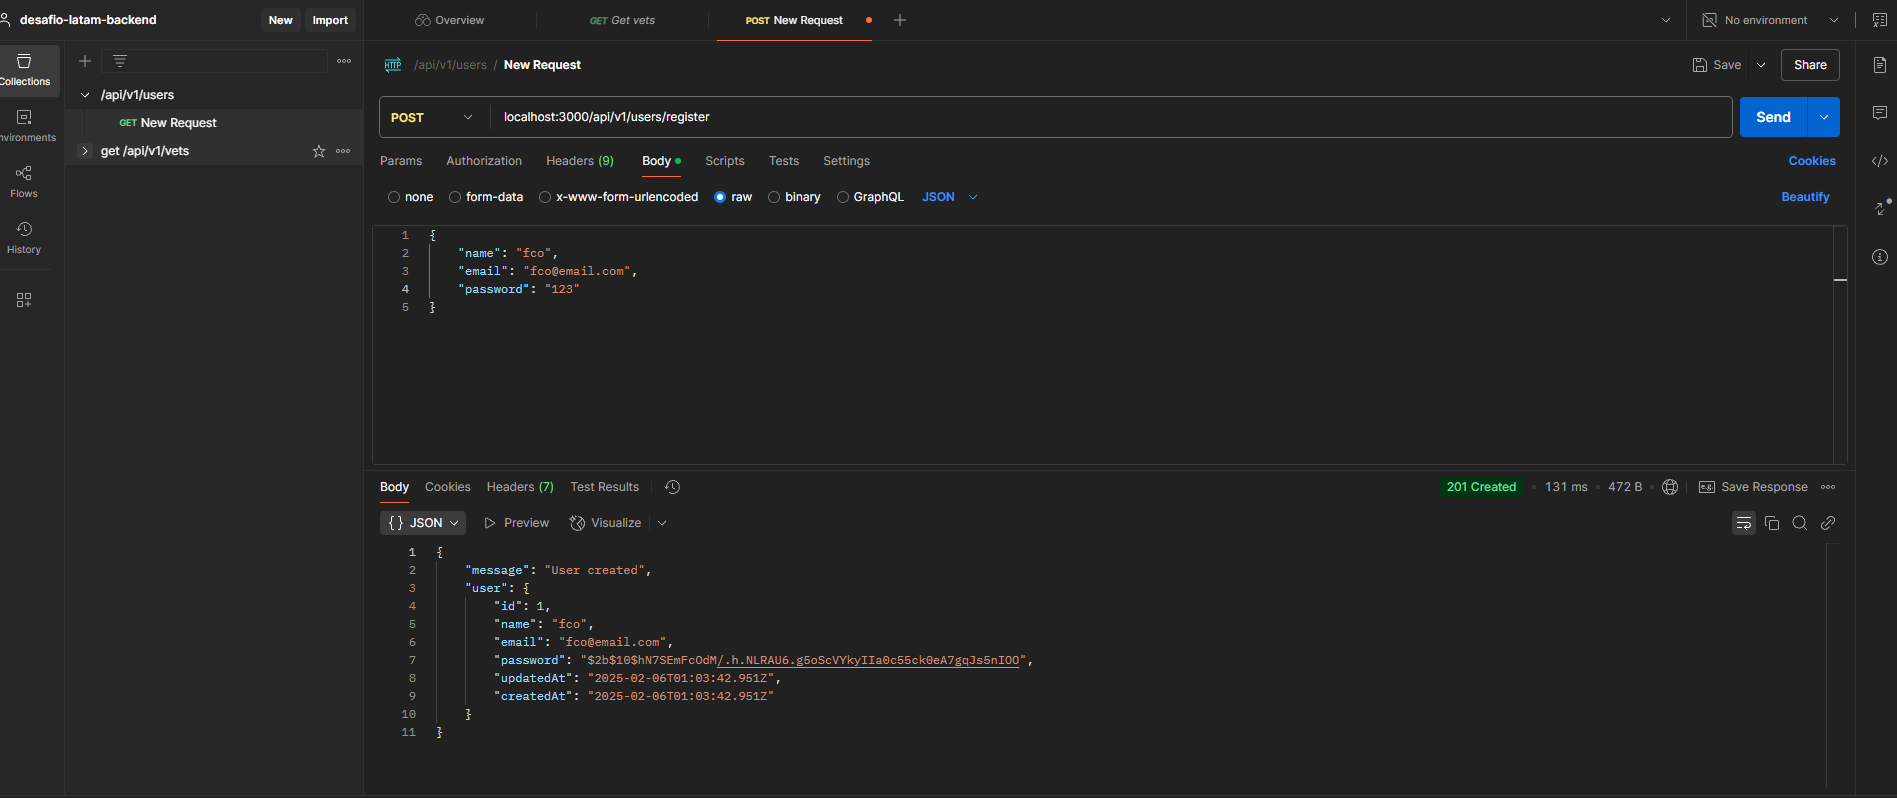 desafio-latam-backend
New
Import
Overview
GET Get vets
POST New Request
No environment
Collections
/api/v1/users
GET New Request
get /api/v1/vets
nvironments
Flows
History
HTTP /api/v1/users / New Request
Save
Share
POST
localhost:3000/api/v1/users/register
Send
Params
Authorization
Headers (9)
Body
Scripts
Tests
Settings
Cookies
none
form-data
x-www-form-urlencoded
raw
binary
GraphQL
JSON
Beautify
1 {
2 "name": "fco",
3 "email": "fco@email.com",
4 "password": "123"
5 }
Body
Cookies
Headers (7)
Test Results
201 Created
131 ms
472 B
e.g. Save Response
{} JSON
Preview
Visualize
1 {
2 "message": "User created",
3 "user": {
4 "id": 1,
5 "name": "fco",
6 "email": "fco@email.com",
7 "password": "$2b$10$hN7SEmFcOdM/.h.NLRAU6.g5oScVYkyIIa0c55ck0eA7gqJs5nIOO",
8 "updatedAt": "2025-02-06T01:03:42.951Z",
9 "createdAt": "2025-02-06T01:03:42.951Z"
10 }
11 }